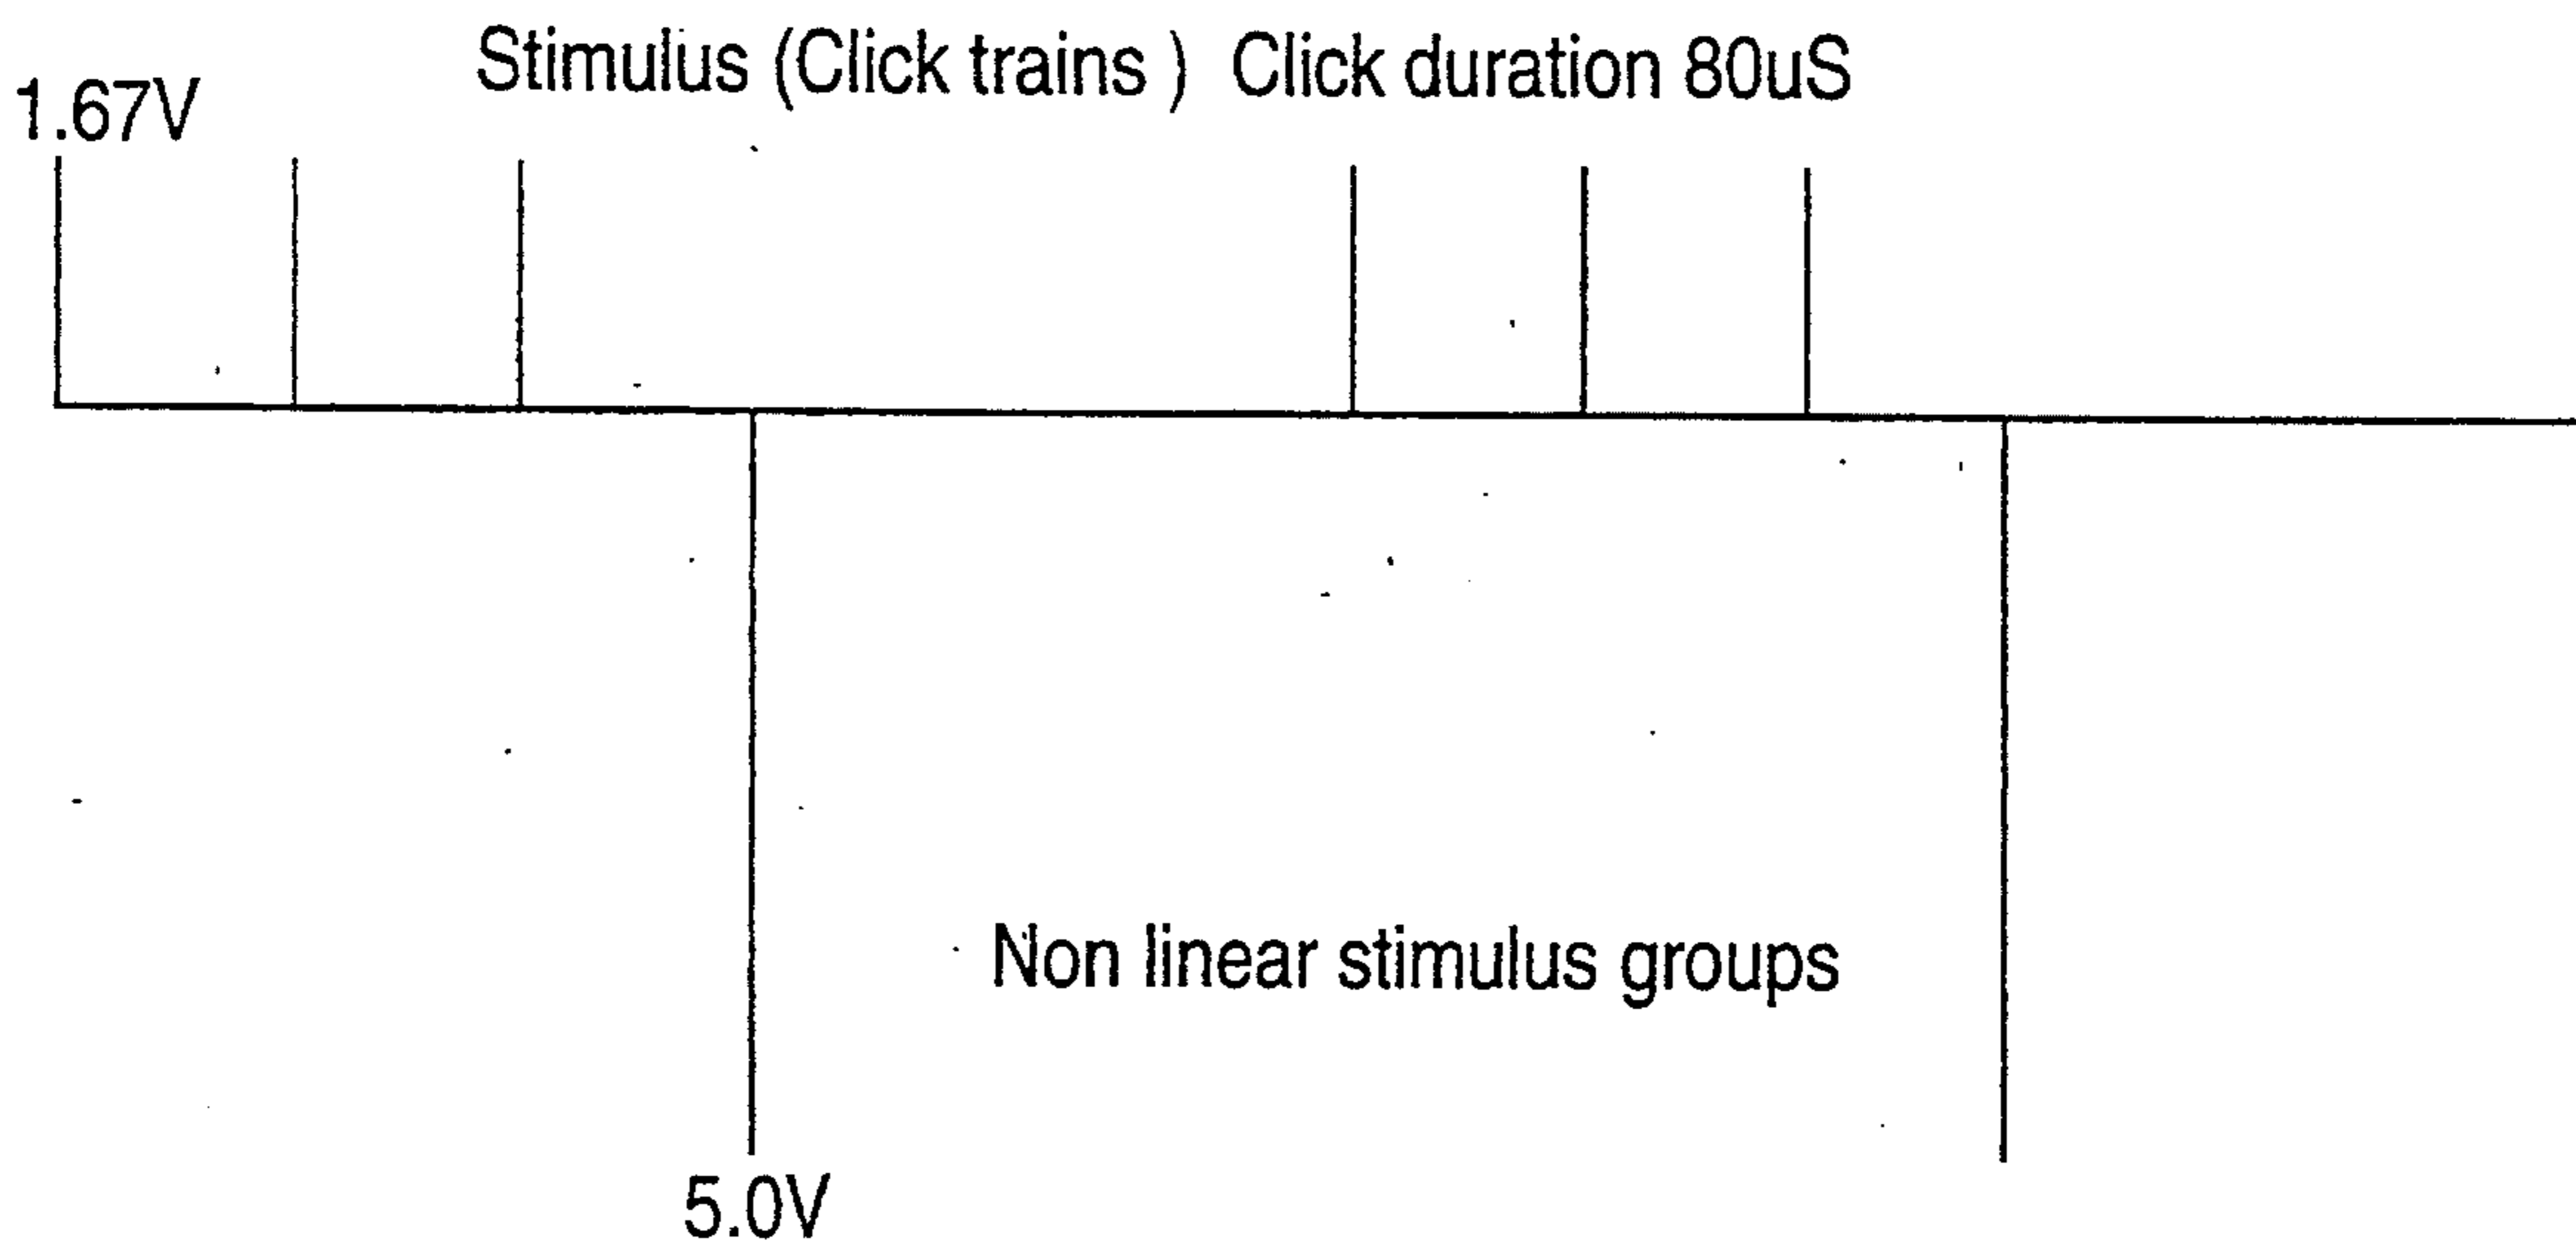 Stimulus (Click trains ) Click duration 80uS
1.67V
Non linear stimulus groups
5.0V